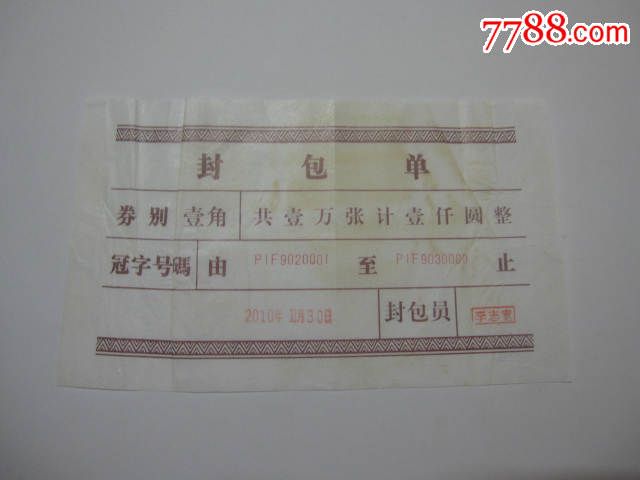 7788.com
封包单
券别 壹角 共壹万张计壹仟圆整
冠字号碼 由 PIF9020001 至 PIF9030000 止
2010年 月30日 封包员